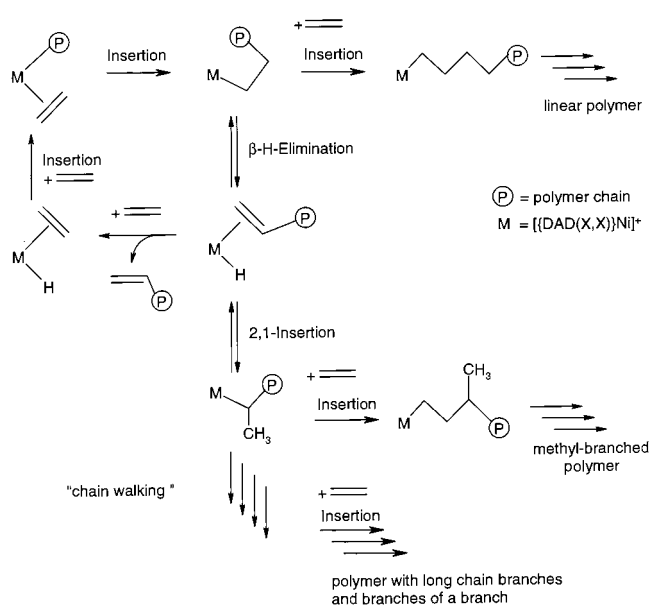 P
M
Insertion
P
M
+
Insertion
M
P
linear polymer
Insertion
+
β-H-Elimination
P = polymer chain
M = [{DAD(X,X)}Ni]+
M
H
+
P
P
M
H
2,1-Insertion
M
P
CH3
+
Insertion
CH3
M
P
methyl-branched
polymer
"chain walking "
+
Insertion
polymer with long chain branches
and branches of a branch